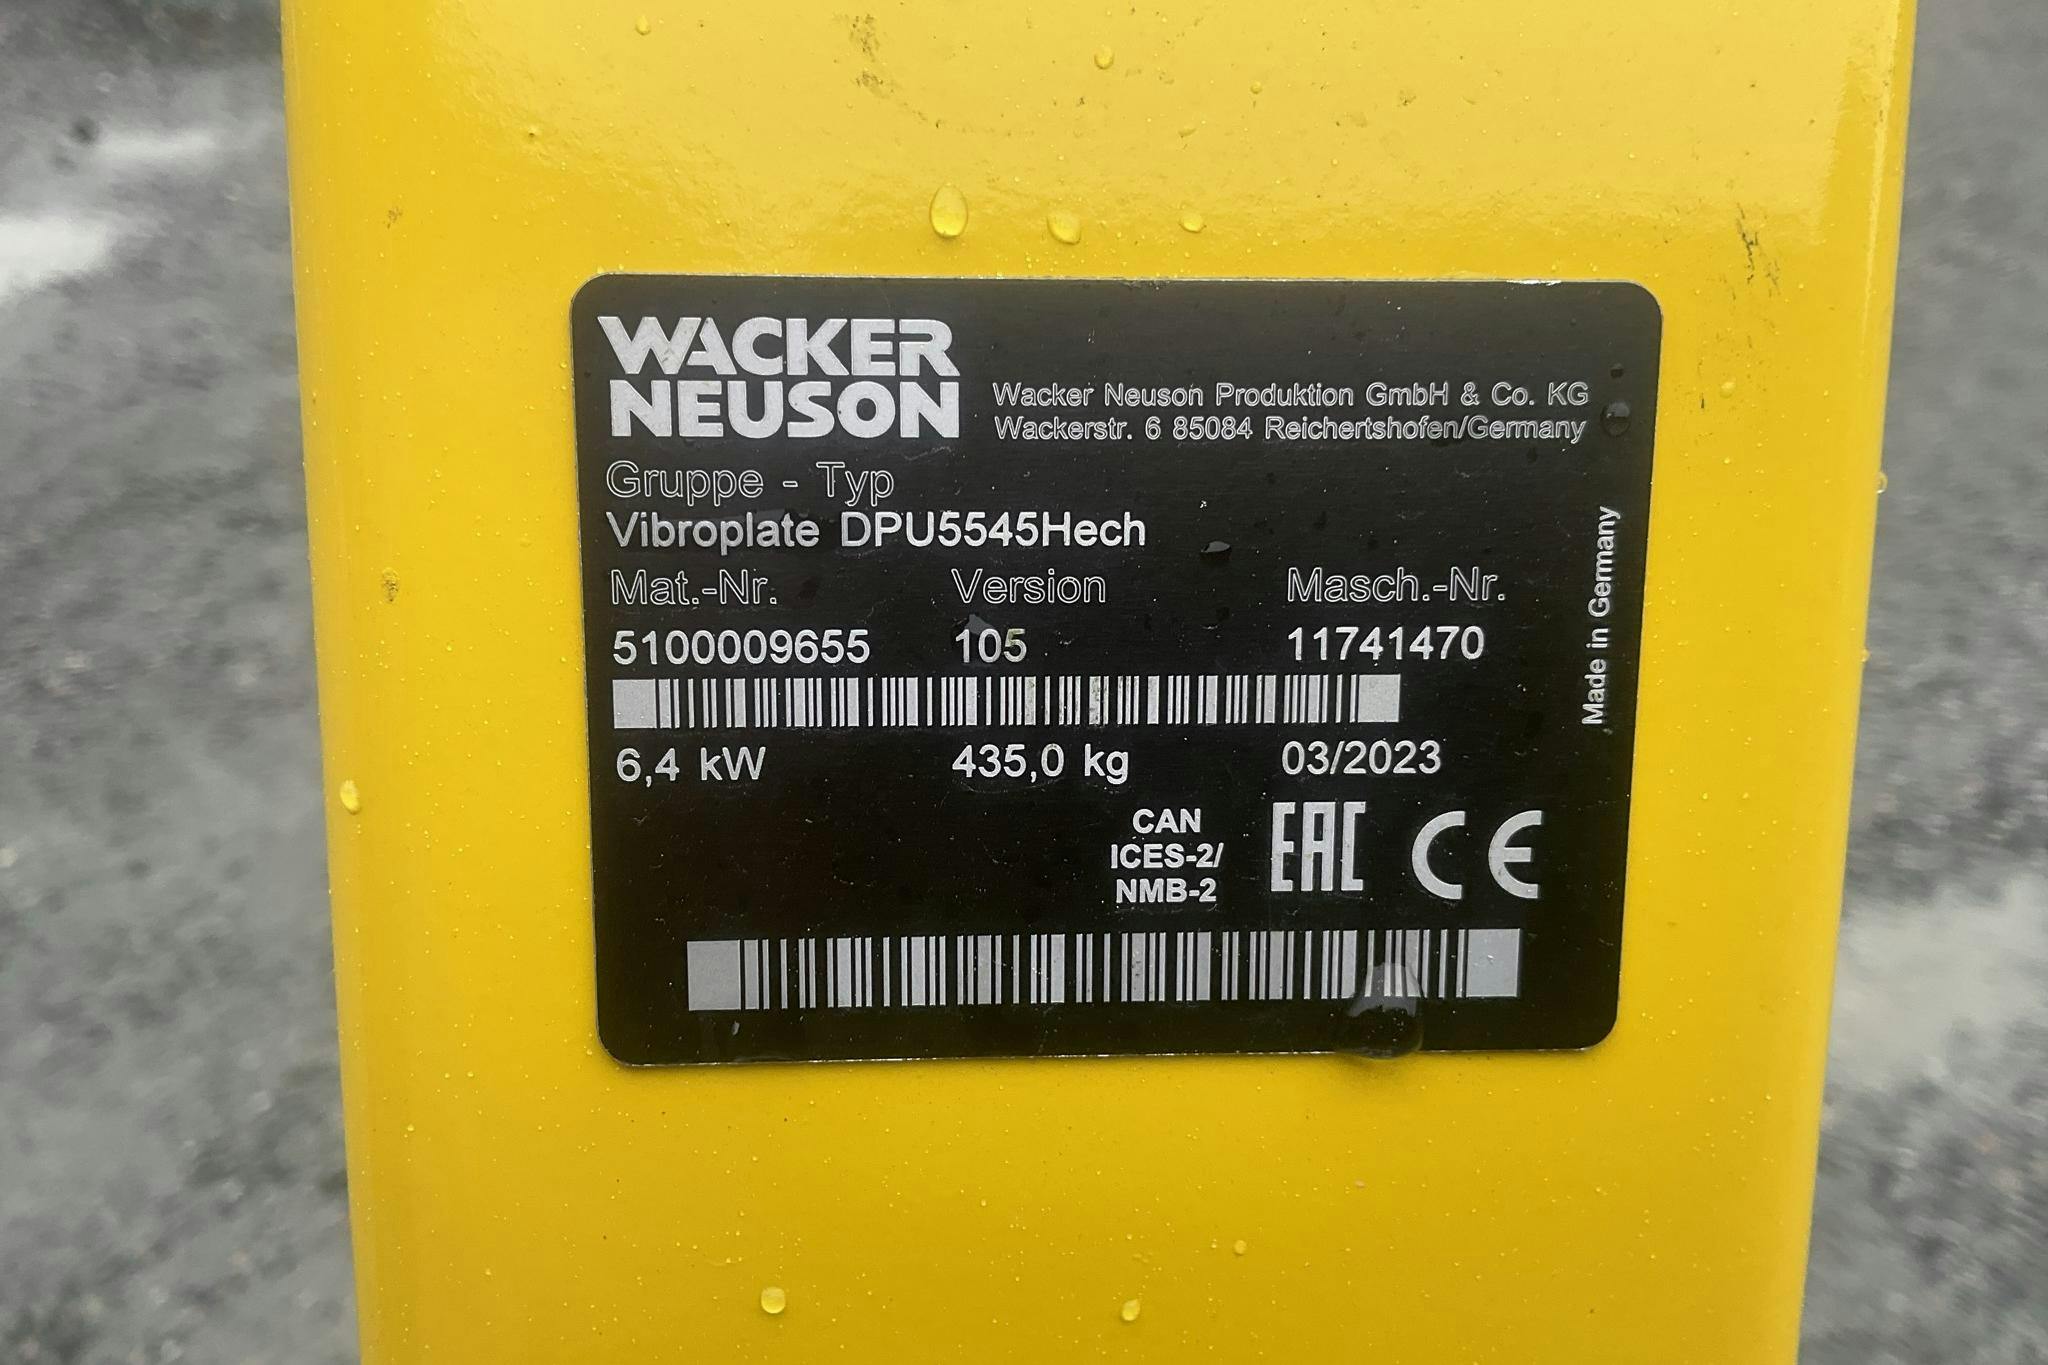 WACKER
NEUSON
Wacker Neuson Produktion GmbH & Co. KG
Wackerstr. 6 85084 Reichertshofen/Germany
Gruppe - Typ
Vibroplate DPU5545Hech
Mat.-Nr. Version Masch.-Nr.
5100009655 105 11741470
6,4 kW 435,0 kg 03/2023
Made in Germany
CAN
ICES-2/
NMB-2
EAC CE